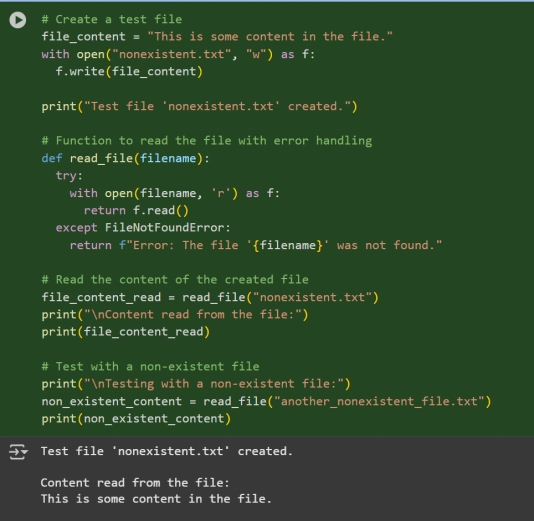 # Create a test file
file_content = "This is some content in the file."
with open("nonexistent.txt", "w") as f:
  f.write(file_content)

print("Test file 'nonexistent.txt' created.")

# Function to read the file with error handling
def read_file(filename):
  try:
    with open(filename, 'r') as f:
      return f.read()
  except FileNotFoundError:
    return f"Error: The file '{filename}' was not found."

# Read the content of the created file
file_content_read = read_file("nonexistent.txt")
print("\nContent read from the file:")
print(file_content_read)

# Test with a non-existent file
print("\nTesting with a non-existent file:")
non_existent_content = read_file("another_nonexistent_file.txt")
print(non_existent_content)
Test file 'nonexistent.txt' created.

Content read from the file:
This is some content in the file.